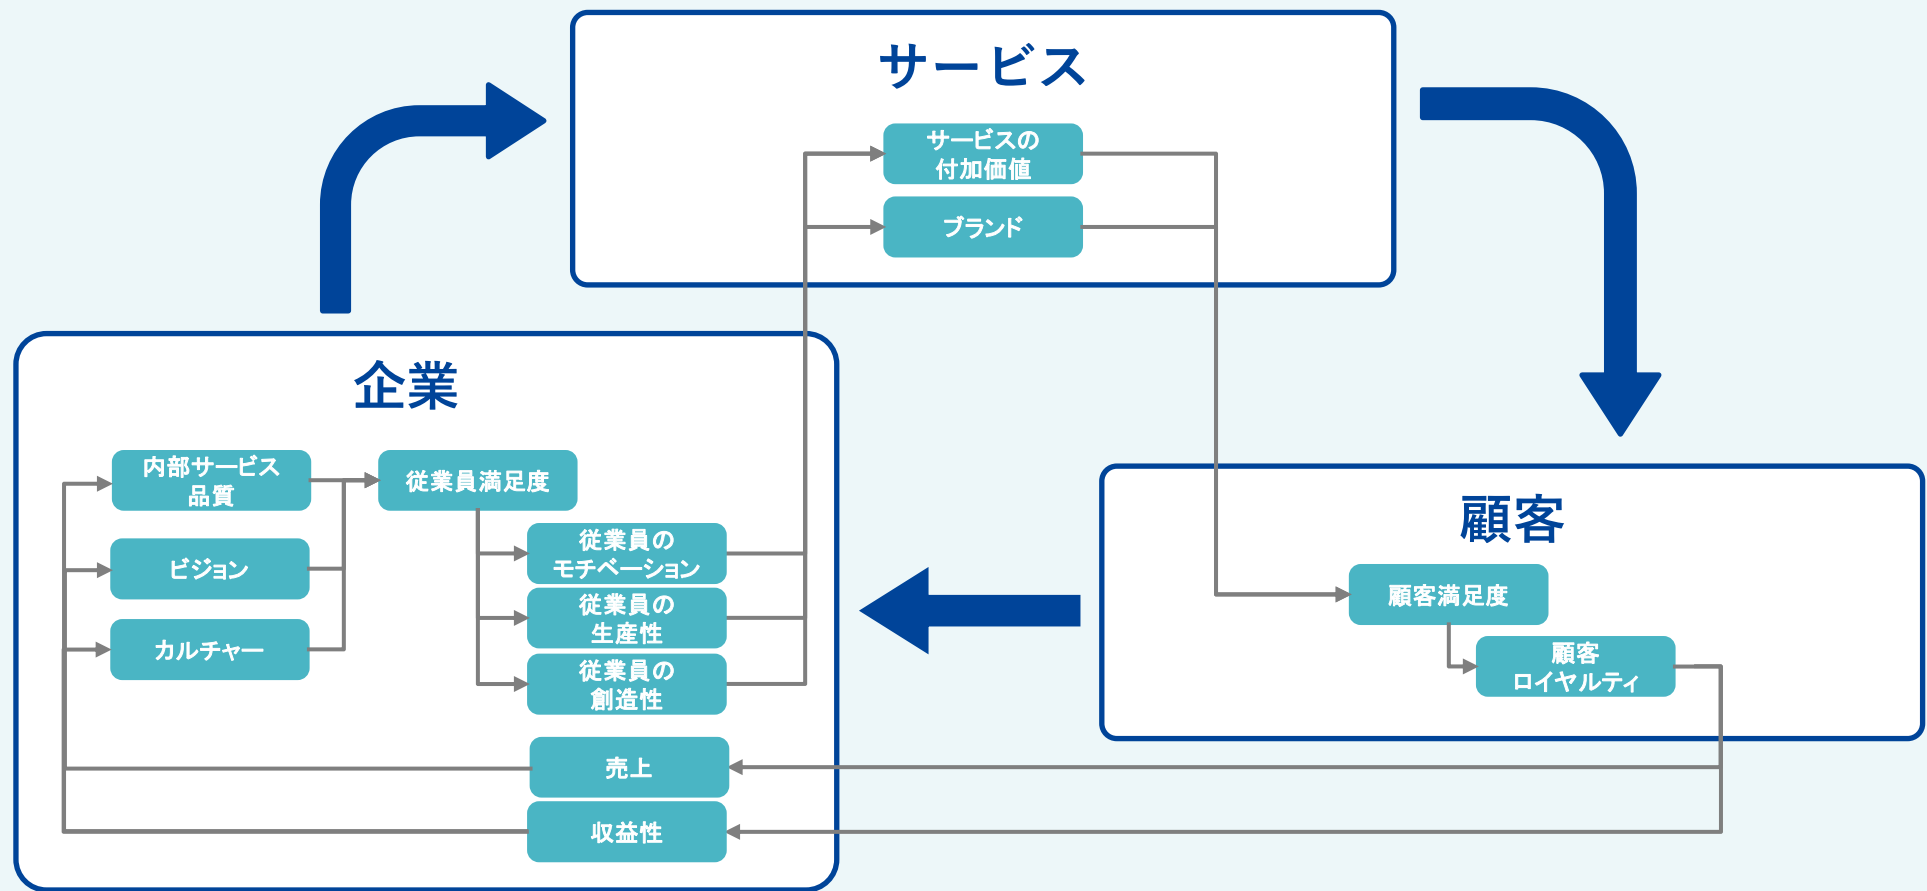 サービス
サービスの
付加価値
ブランド
企業
内部サービス
品質
ビジョン
カルチャー
従業員満足度
従業員の
モチベーション
従業員の
生産性
従業員の
創造性
売上
収益性
顧客
顧客満足度
顧客
ロイヤルティ